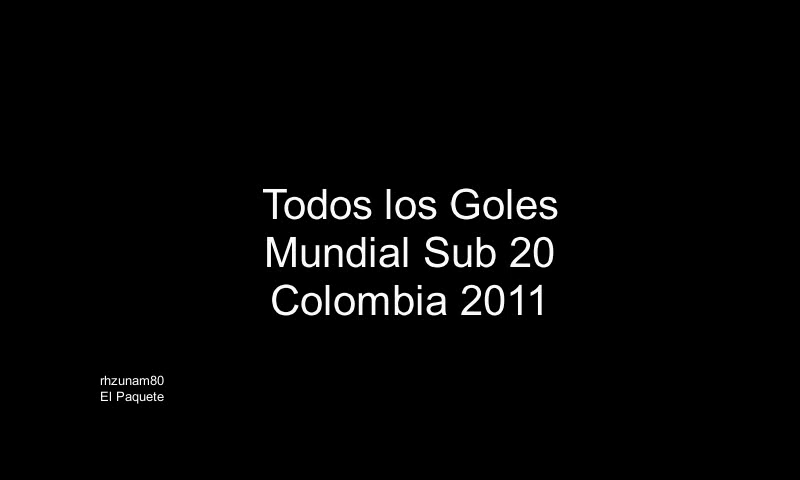 Todos los Goles
Mundial Sub 20
Colombia 2011
rhzunam80
El Paquete